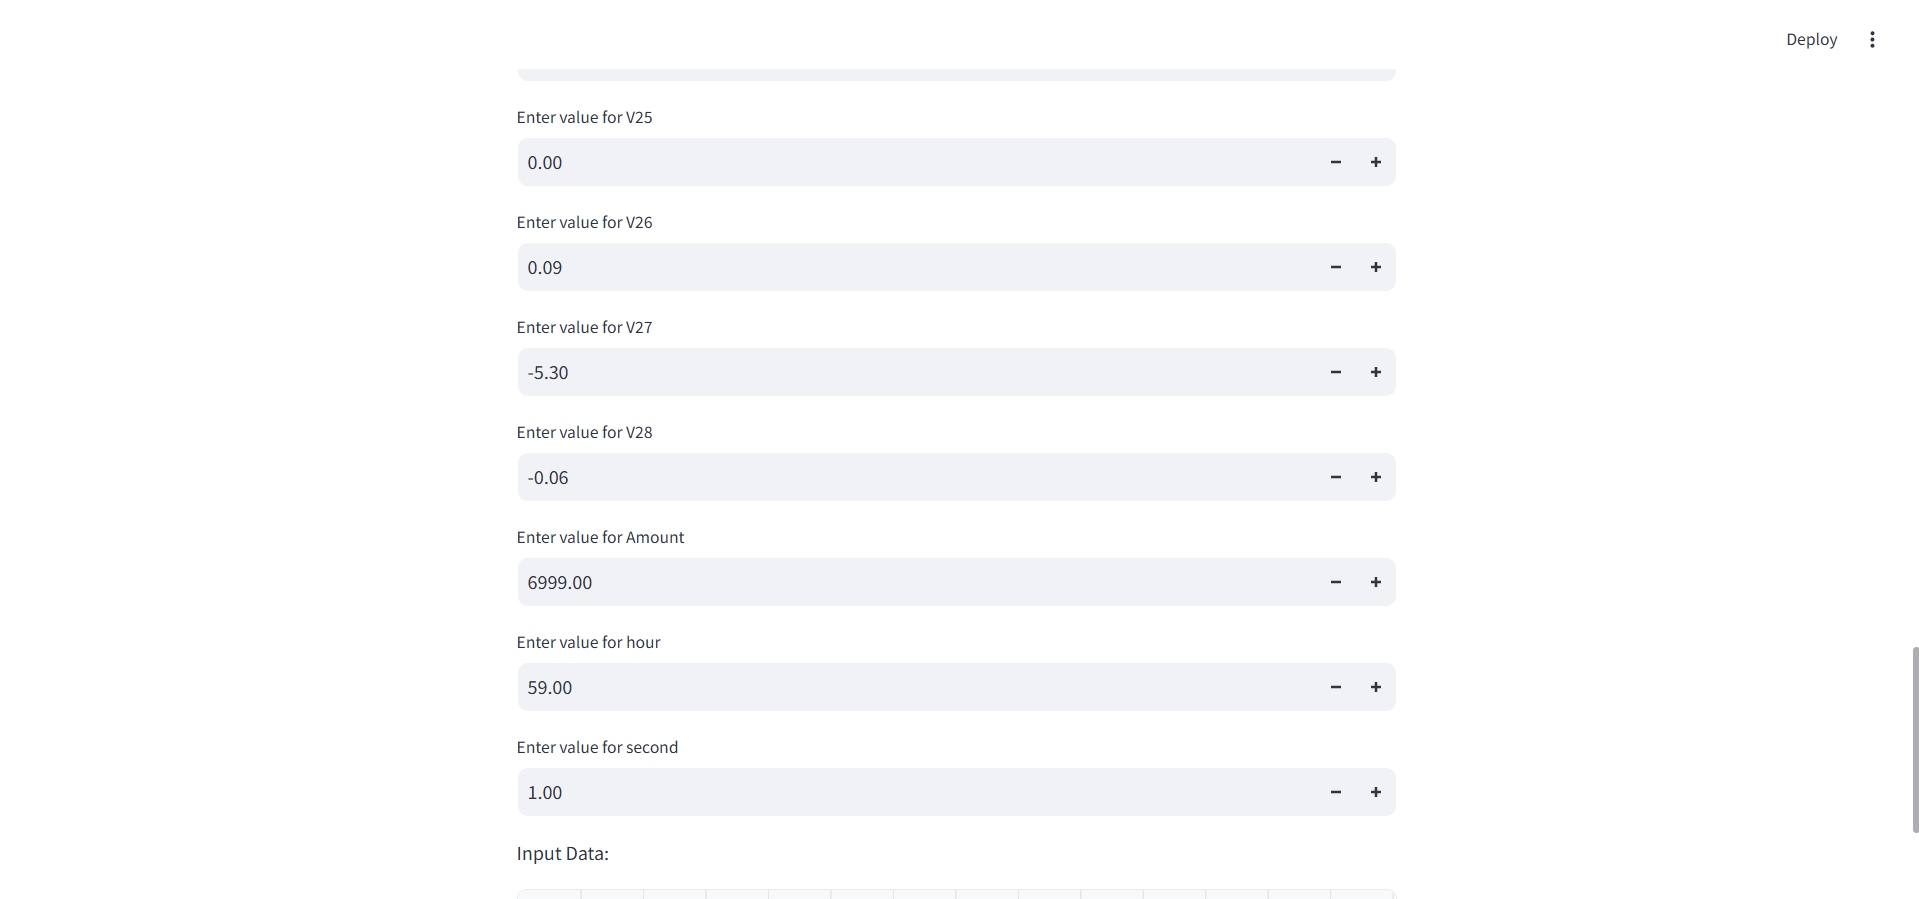 Deploy
Enter value for V25
0.00
Enter value for V26
0.09
Enter value for V27
-5.30
Enter value for V28
-0.06
Enter value for Amount
6999.00
Enter value for hour
59.00
Enter value for second
1.00
Input Data: